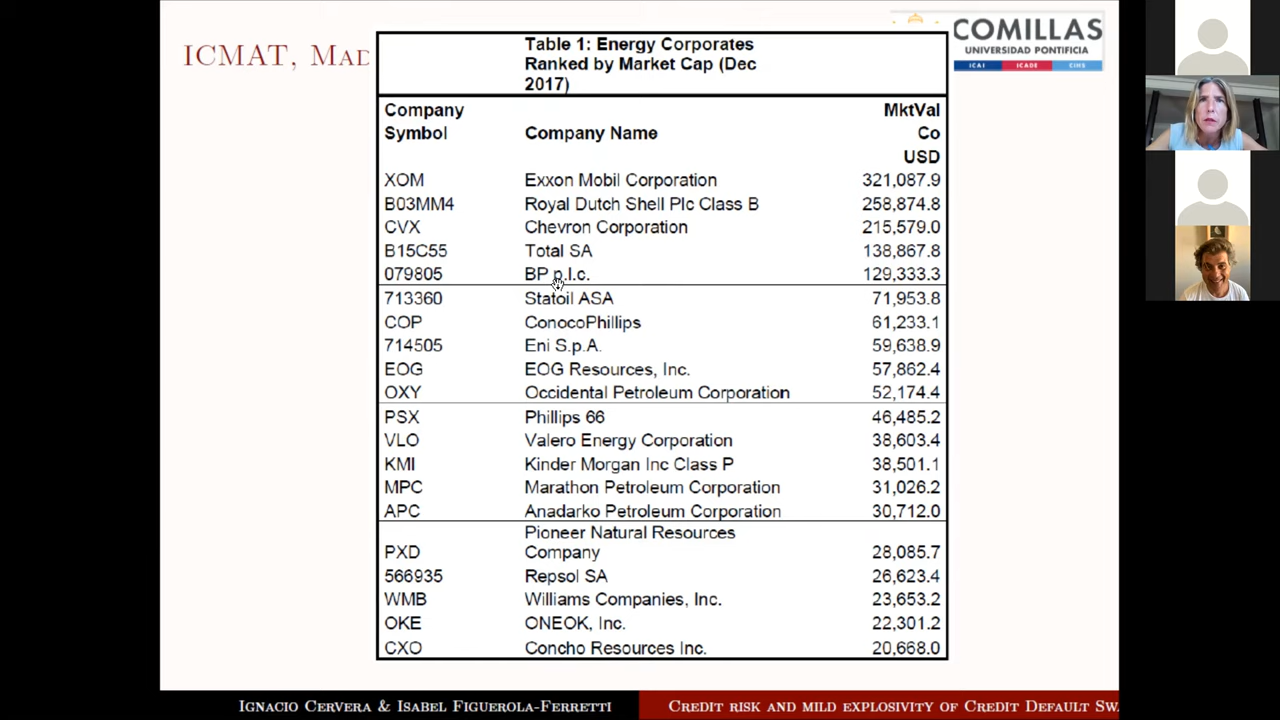 ICMAT, MAD
COMILLAS
UNIVERSIDAD PONTIFICIA
ICAI ICADE CIHS
Table 1: Energy Corporates
Ranked by Market Cap (Dec
2017)
Company MktVal
Symbol Company Name Co
USD
XOM Exxon Mobil Corporation 321,087.9
B03MM4 Royal Dutch Shell Plc Class B 258,874.8
CVX Chevron Corporation 215,579.0
B15C55 Total SA 138,867.8
079805 BP p.l.c. 129,333.3
713360 Statoil ASA 71,953.8
COP ConocoPhillips 61,233.1
714505 Eni S.p.A. 59,638.9
EOG EOG Resources, Inc. 57,862.4
OXY Occidental Petroleum Corporation 52,174.4
PSX Phillips 66 46,485.2
VLO Valero Energy Corporation 38,603.4
KMI Kinder Morgan Inc Class P 38,501.1
MPC Marathon Petroleum Corporation 31,026.2
APC Anadarko Petroleum Corporation 30,712.0
Pioneer Natural Resources
PXD Company 28,085.7
566935 Repsol SA 26,623.4
WMB Williams Companies, Inc. 23,653.2
OKE ONEOK, Inc. 22,301.2
CXO Concho Resources Inc. 20,668.0
IGNACIO CERVERA & ISABEL FIGUEROLA-FERRETTI CREDIT RISK AND MILD EXPLOSIVITY OF CREDIT DEFAULT SWA